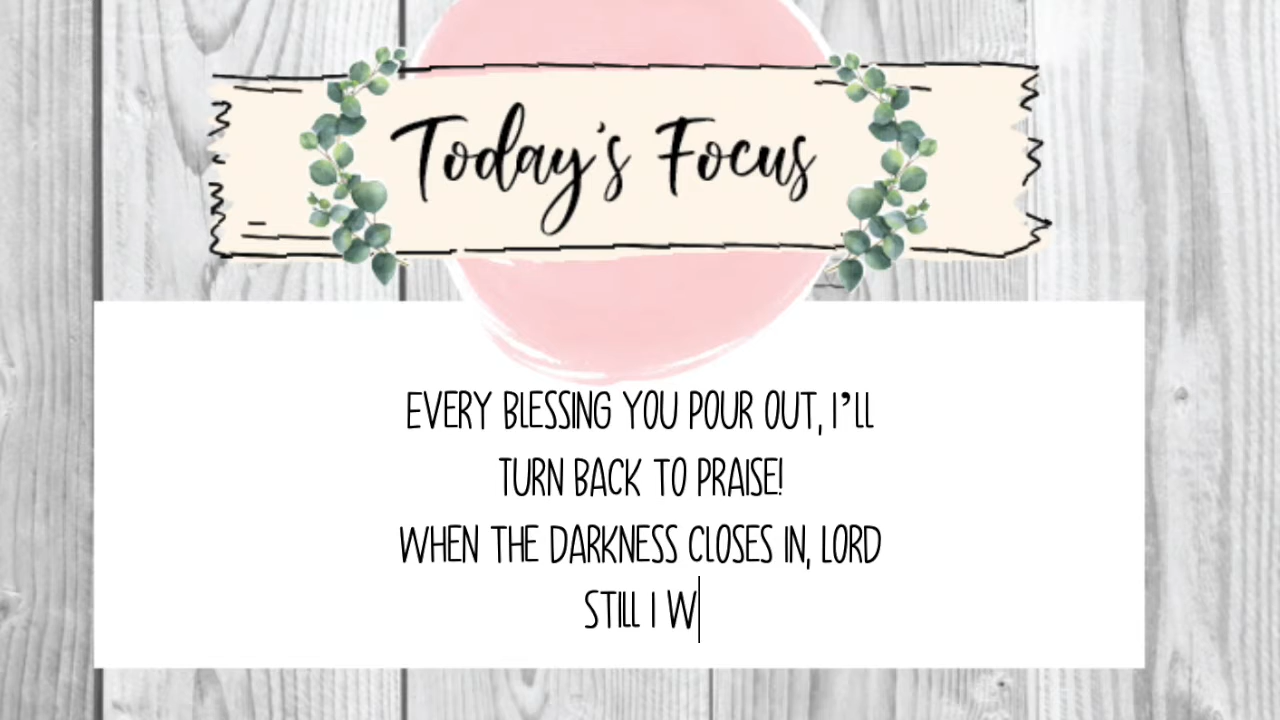 Today's Focus
EVERY BLESSING YOU POUR OUT, I'LL
TURN BACK TO PRAISE!
WHEN THE DARKNESS CLOSES IN, LORD
STILL I W